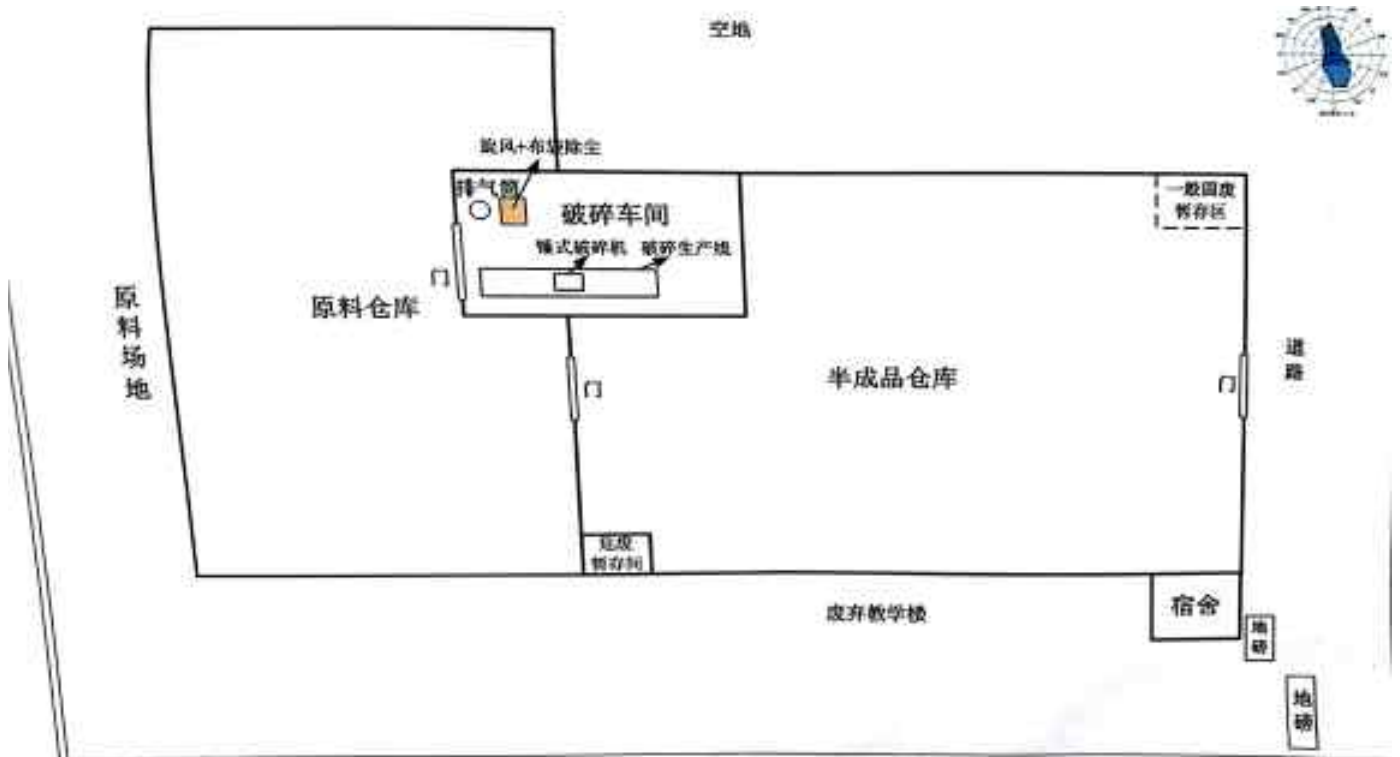 空地
旋风+布袋除尘
排气筒
破碎车间
一般固废
暂存区
锤式破碎机
破碎生产线
门
原料仓库
原
料
场
地
半成品仓库
门
门
道
路
危废
暂存间
废弃教学楼
宿舍
地
磅
地
磅